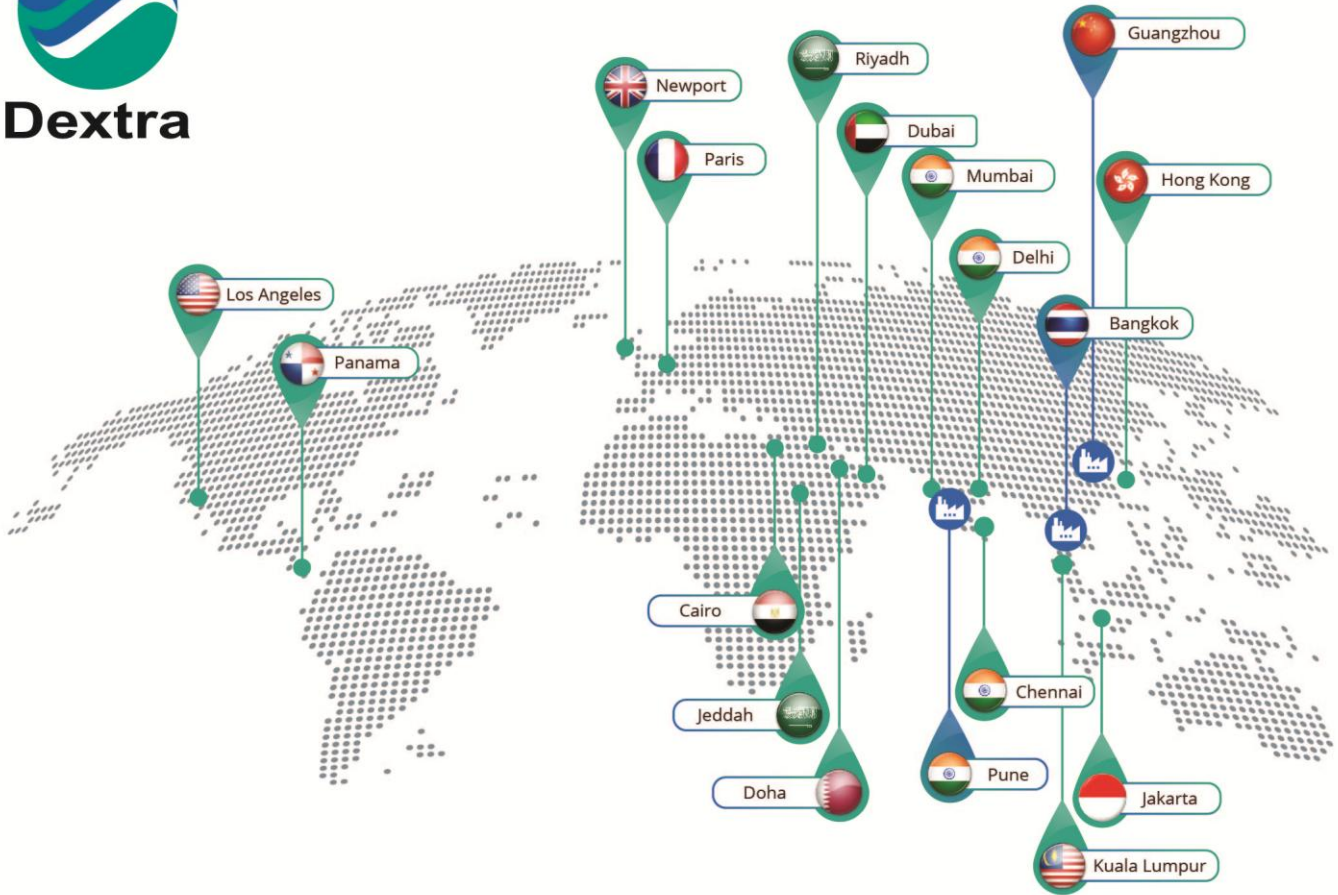 Dextra
Guangzhou
Riyadh
Newport
Dubai
Paris
Mumbai
Hong Kong
Delhi
Los Angeles
Bangkok
Panama
Cairo
Chennai
Jeddah
Pune
Doha
Jakarta
Kuala Lumpur